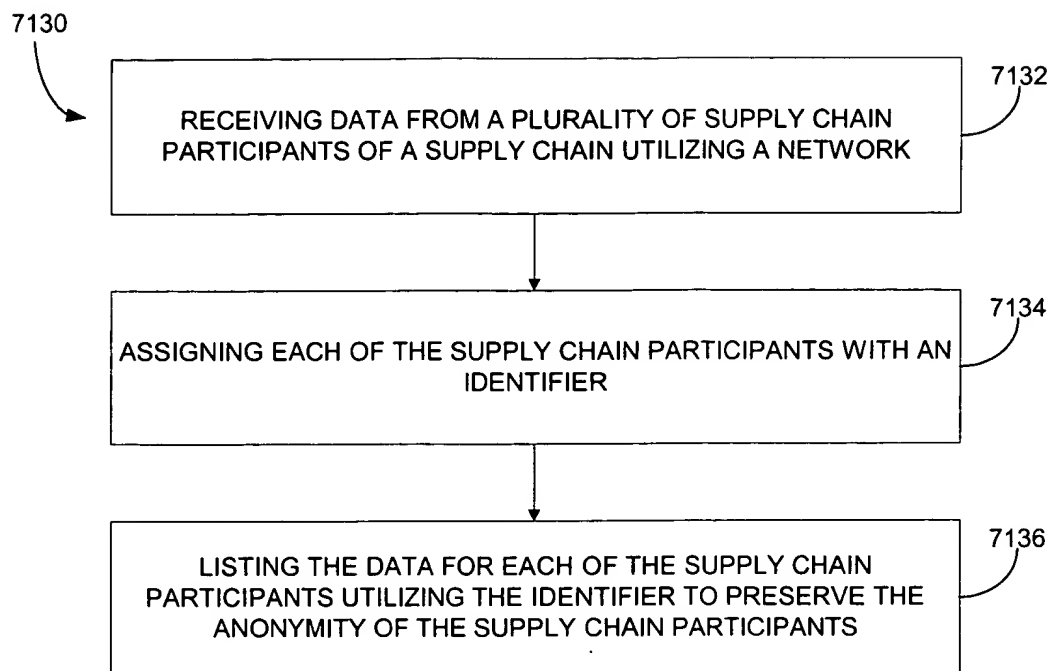 7130
7132
RECEIVING DATA FROM A PLURALITY OF SUPPLY CHAIN
PARTICIPANTS OF A SUPPLY CHAIN UTILIZING A NETWORK
7134
ASSIGNING EACH OF THE SUPPLY CHAIN PARTICIPANTS WITH AN
IDENTIFIER
7136
LISTING THE DATA FOR EACH OF THE SUPPLY CHAIN
PARTICIPANTS UTILIZING THE IDENTIFIER TO PRESERVE THE
ANONYMITY OF THE SUPPLY CHAIN PARTICIPANTS